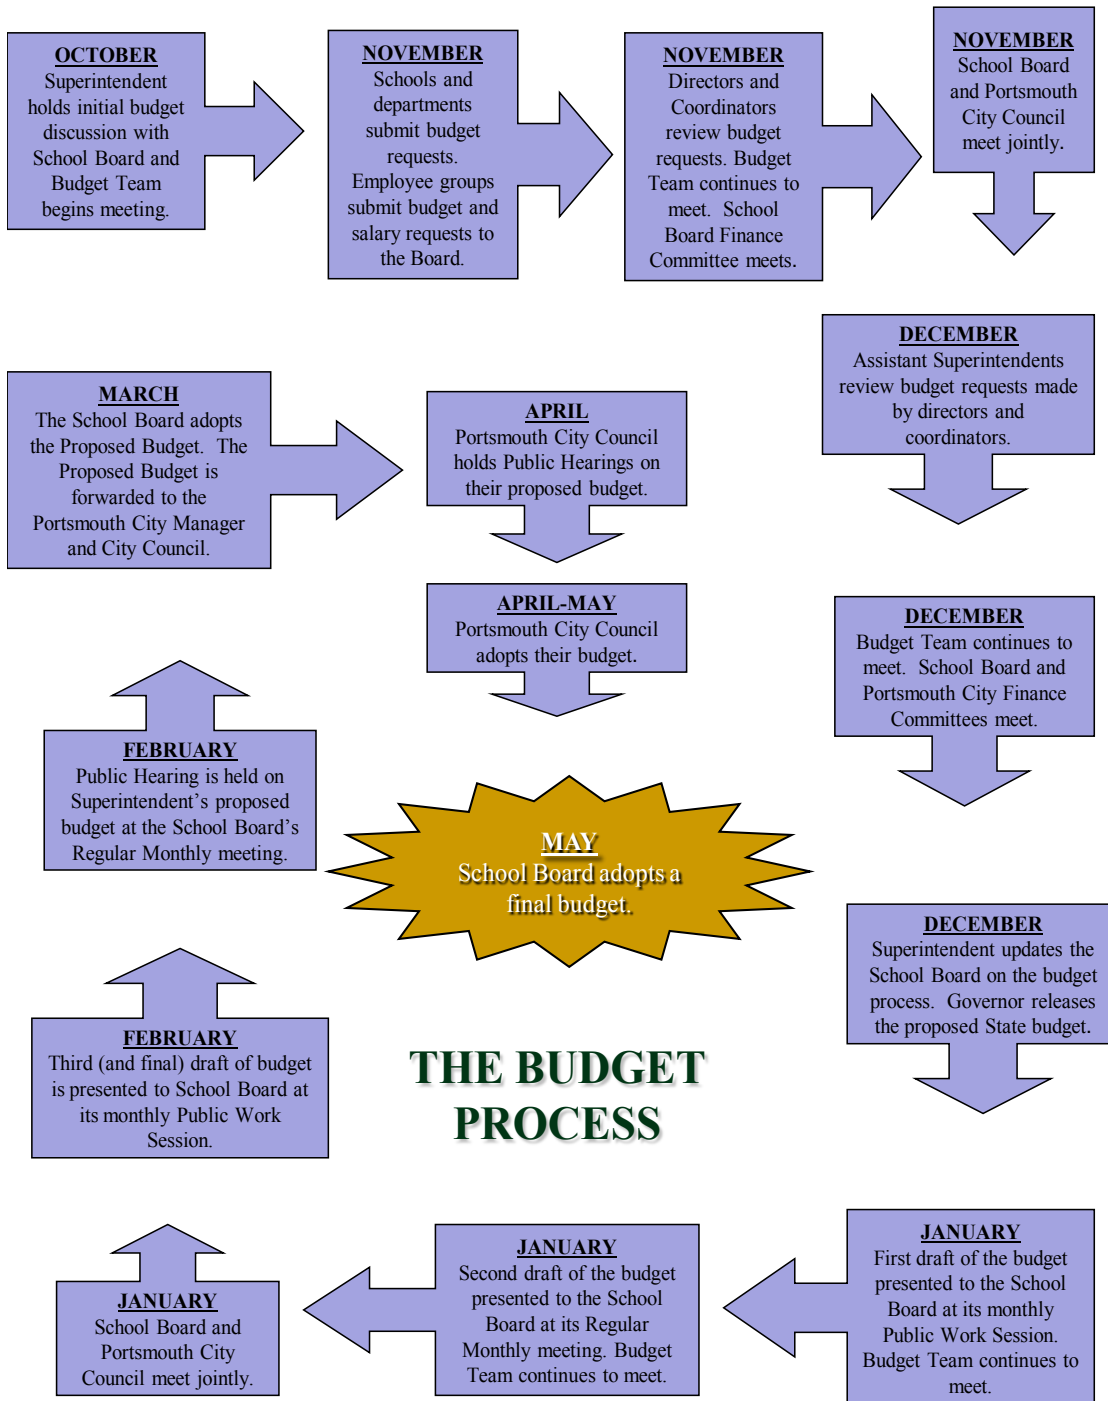 OCTOBER
Superintendent
holds initial budget
discussion with
School Board and
Budget Team
begins meeting.
NOVEMBER
Schools and
departments
submit budget
requests.
Employee groups
submit budget and
salary requests to
the Board.
NOVEMBER
Directors and
Coordinators
review budget
requests. Budget
Team continues to
meet. School
Board Finance
Committee meets.
NOVEMBER
School Board
and Portsmouth
City Council
meet jointly.
DECEMBER
Assistant Superintendents
review budget requests made
by directors and
coordinators.
DECEMBER
Budget Team continues to
meet. School Board and
Portsmouth City Finance
Committees meet.
DECEMBER
Superintendent updates the
School Board on the budget
process. Governor releases
the proposed State budget.
JANUARY
First draft of the budget
presented to the School
Board at its monthly
Public Work Session.
Budget Team continues to
meet.
JANUARY
Second draft of the budget
presented to the School
Board at its Regular
Monthly meeting. Budget
Team continues to meet.
JANUARY
School Board and
Portsmouth City
Council meet jointly.
FEBRUARY
Third (and final) draft of budget
is presented to School Board at
its monthly Public Work
Session.
FEBRUARY
Public Hearing is held on
Superintendent's proposed
budget at the School Board's
Regular Monthly meeting.
MARCH
The School Board adopts
the Proposed Budget. The
Proposed Budget is
forwarded to the
Portsmouth City Manager
and City Council.
APRIL
Portsmouth City Council
holds Public Hearings on
their proposed budget.
APRIL-MAY
Portsmouth City Council
adopts their budget.
MAY
School Board adopts a
final budget.
THE BUDGET
PROCESS